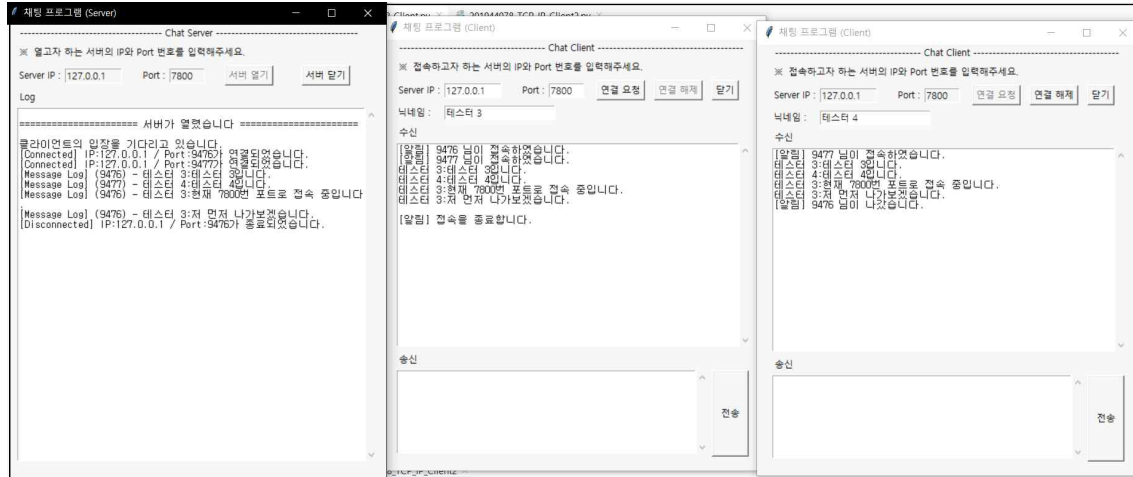 채팅 프로그램 (Server)
Chat Server
※ 열고자 하는 서버의 IP와 Port 번호를 입력해주세요.
Server IP : 127.0.0.1 Port : 7800 서버 열기 서버 닫기
Log
====================== 서버가 열렸습니다 ======================
클라이언트의 입장을 기다리고 있습니다.
[Connected] IP:127.0.0.1 / Port:9476가 연결되었습니다.
[Connected] IP:127.0.0.1 / Port:9477가 연결되었습니다.
[Message Log] (9476) - 테스터 3:테스터 3입니다.
[Message Log] (9477) - 테스터 4:테스터 4입니다.
[Message Log] (9476) - 테스터 3:현재 7800번 포트로 접속 중입니다
.
[Message Log] (9476) - 테스터 3:저 먼저 나가보겠습니다.
[Disconnected] IP:127.0.0.1 / Port:9476가 종료되었습니다.
201944078_TCP_IP_Client2.py
채팅 프로그램 (Client)
Chat Client
※ 접속하고자 하는 서버의 IP와 Port 번호를 입력해주세요.
Server IP : 127.0.0.1 Port : 7800 연결 요청 연결 해제 닫기
닉네임 : 테스터 3
수신
[알림] 9476 님이 접속하였습니다.
[알림] 9477 님이 접속하였습니다.
테스터 3:테스터 3입니다.
테스터 4:테스터 4입니다.
테스터 3:현재 7800번 포트로 접속 중입니다.
테스터 3:저 먼저 나가보겠습니다.
[알림] 접속을 종료합니다.
송신
전송
채팅 프로그램 (Client)
Chat Client
※ 접속하고자 하는 서버의 IP와 Port 번호를 입력해주세요.
Server IP : 127.0.0.1 Port : 7800 연결 요청 연결 해제 닫기
닉네임 : 테스터 4
수신
[알림] 9477 님이 접속하였습니다.
테스터 3:테스터 3입니다.
테스터 4:테스터 4입니다.
테스터 3:현재 7800번 포트로 접속 중입니다.
테스터 3:저 먼저 나가보겠습니다.
[알림] 9476 님이 나갔습니다.
송신
전송